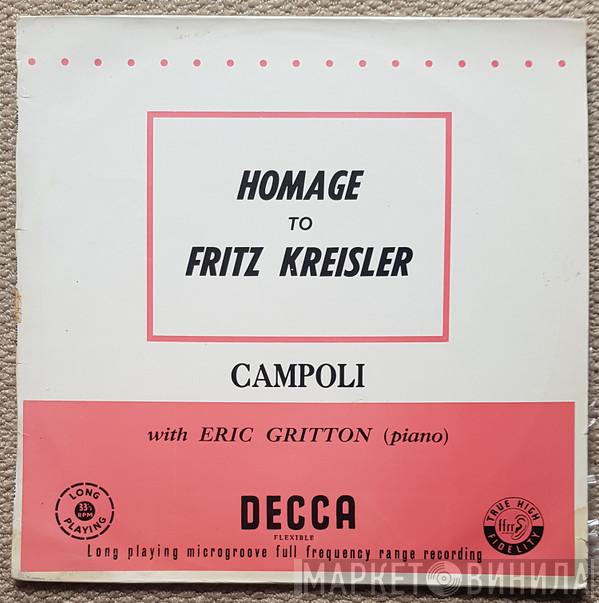 HOMAGE
TO
FRITZ KREISLER
CAMPOLI
with ERIC GRITTON (piano)
LONG
33⅓
RPM
PLAYING
DECCA
FLEXIBLE
Long playing microgroove full frequency range recording
TRUE HIGH
ffrr
FIDELITY
МАРКЕТ ВИНИЛА